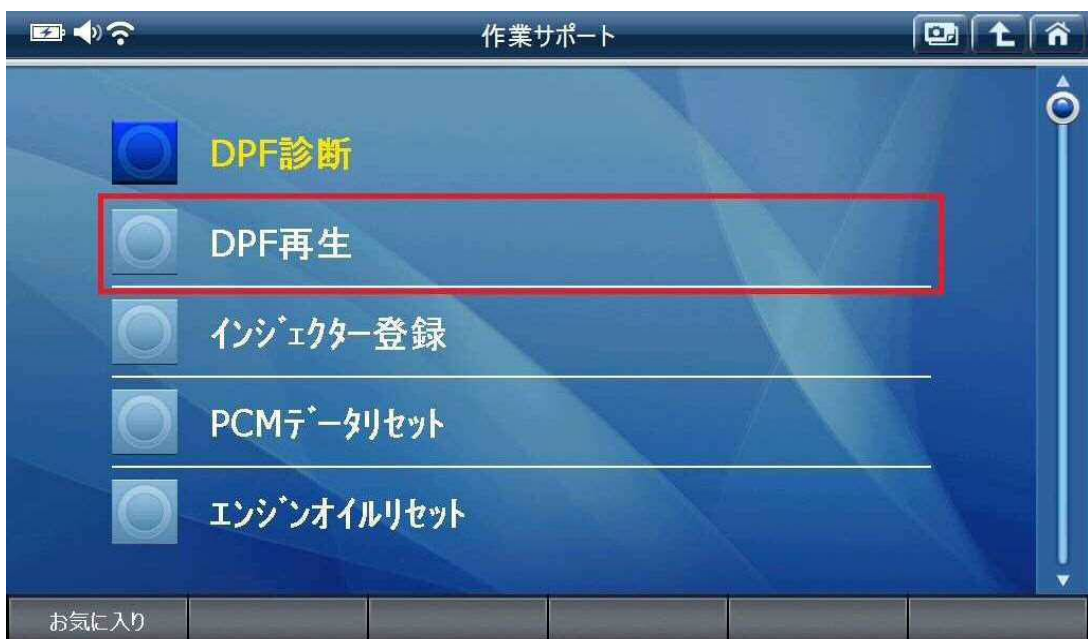 作業サポート
DPF診断
DPF再生
インジェクター登録
PCMデータリセット
エンジンオイルリセット
お気に入り